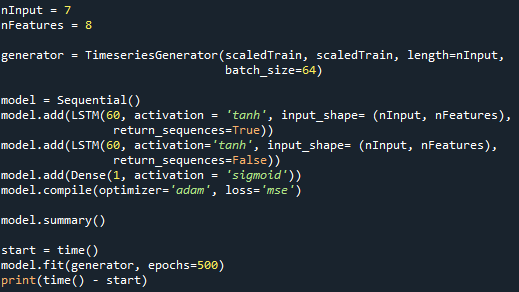 nInput = 7
nFeatures = 8
generator = TimeseriesGenerator(scaledTrain, scaledTrain, length=nInput,
batch_size=64)
model = Sequential()
model.add(LSTM(60, activation = 'tanh', input_shape= (nInput, nFeatures),
return_sequences=True))
model.add(LSTM(60, activation='tanh', input_shape= (nInput, nFeatures),
return_sequences=False))
model.add(Dense(1, activation = 'sigmoid'))
model.compile(optimizer='adam', loss='mse')
model.summary()
start = time()
model.fit(generator, epochs=500)
print(time() - start)